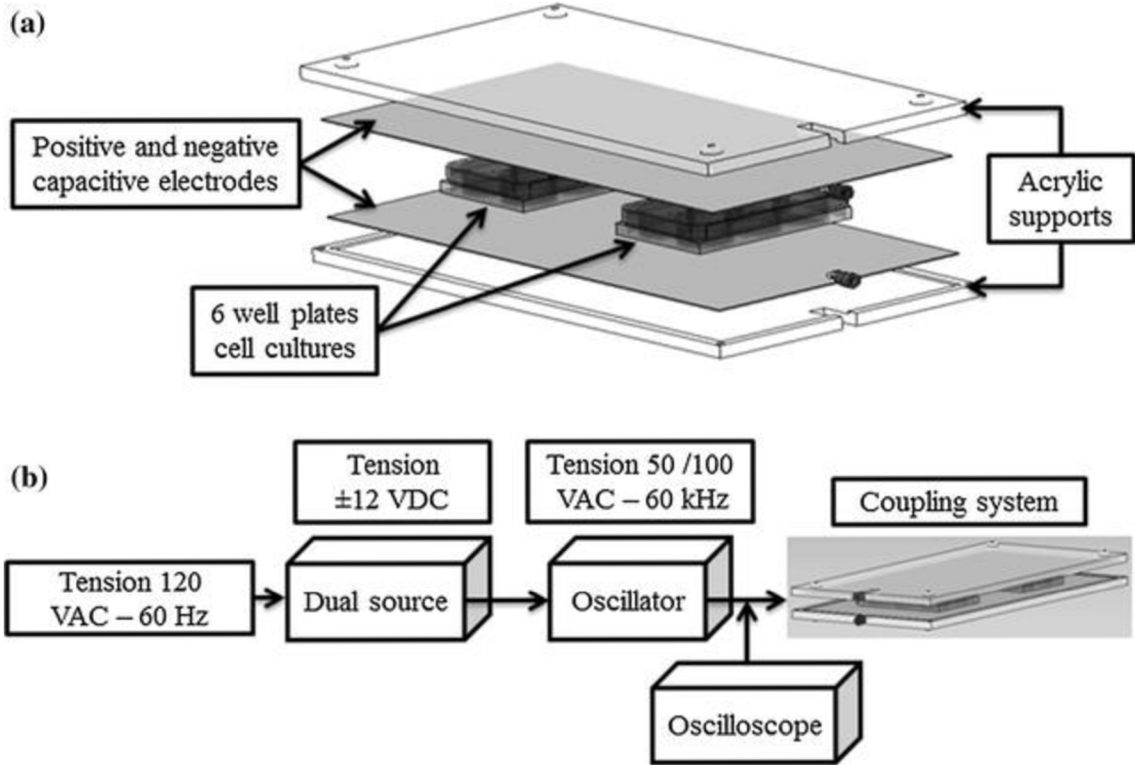 (a)
Positive and negative
capacitive electrodes
Acrylic
supports
6 well plates
cell cultures
(b)
Tension
±12 VDC
Tension 50 /100
VAC – 60 kHz
Coupling system
Tension 120
VAC – 60 Hz
Dual source
Oscillator
Oscilloscope